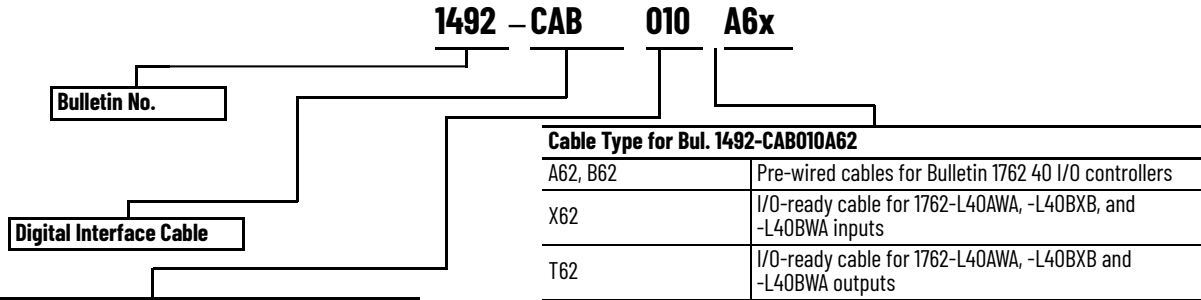 1492 – CAB 010 A6x
Bulletin No.
Cable Type for Bul. 1492-CAB010A62
A62, B62 Pre-wired cables for Bulletin 1762 40 I/O controllers
X62 I/O-ready cable for 1762-L40AWA, -L40BXB, and
-L40BWA inputs
Digital Interface Cable
T62 I/O-ready cable for 1762-L40AWA, -L40BXB and
-L40BWA outputs